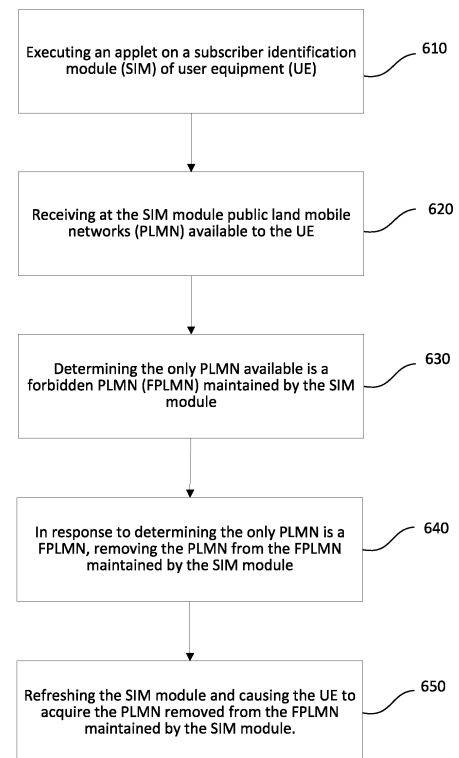 Executing an applet on a subscriber identification
module (SIM) of user equipment (UE)
610
Receiving at the SIM module public land mobile
networks (PLMN) available to the UE
620
Determining the only PLMN available is a
forbidden PLMN (FPLMN) maintained by the SIM
module
630
In response to determining the only PLMN is a
FPLMN, removing the PLMN from the FPLMN
maintained by the SIM module
640
Refreshing the SIM module and causing the UE to
acquire the PLMN removed from the FPLMN
maintained by the SIM module.
650